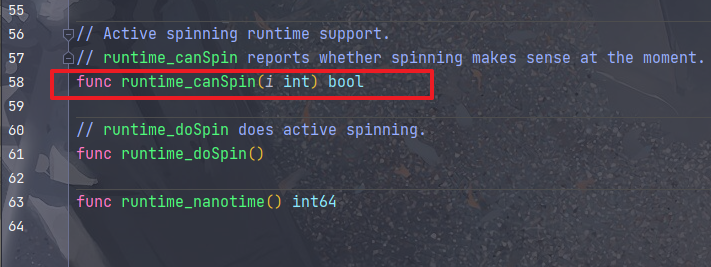 55
56 // Active spinning runtime support.
57 // runtime_canSpin reports whether spinning makes sense at the moment.
58 func runtime_canSpin(i int) bool
59
60 // runtime_doSpin does active spinning.
61 func runtime_doSpin()
62
63 func runtime_nanotime() int64
64